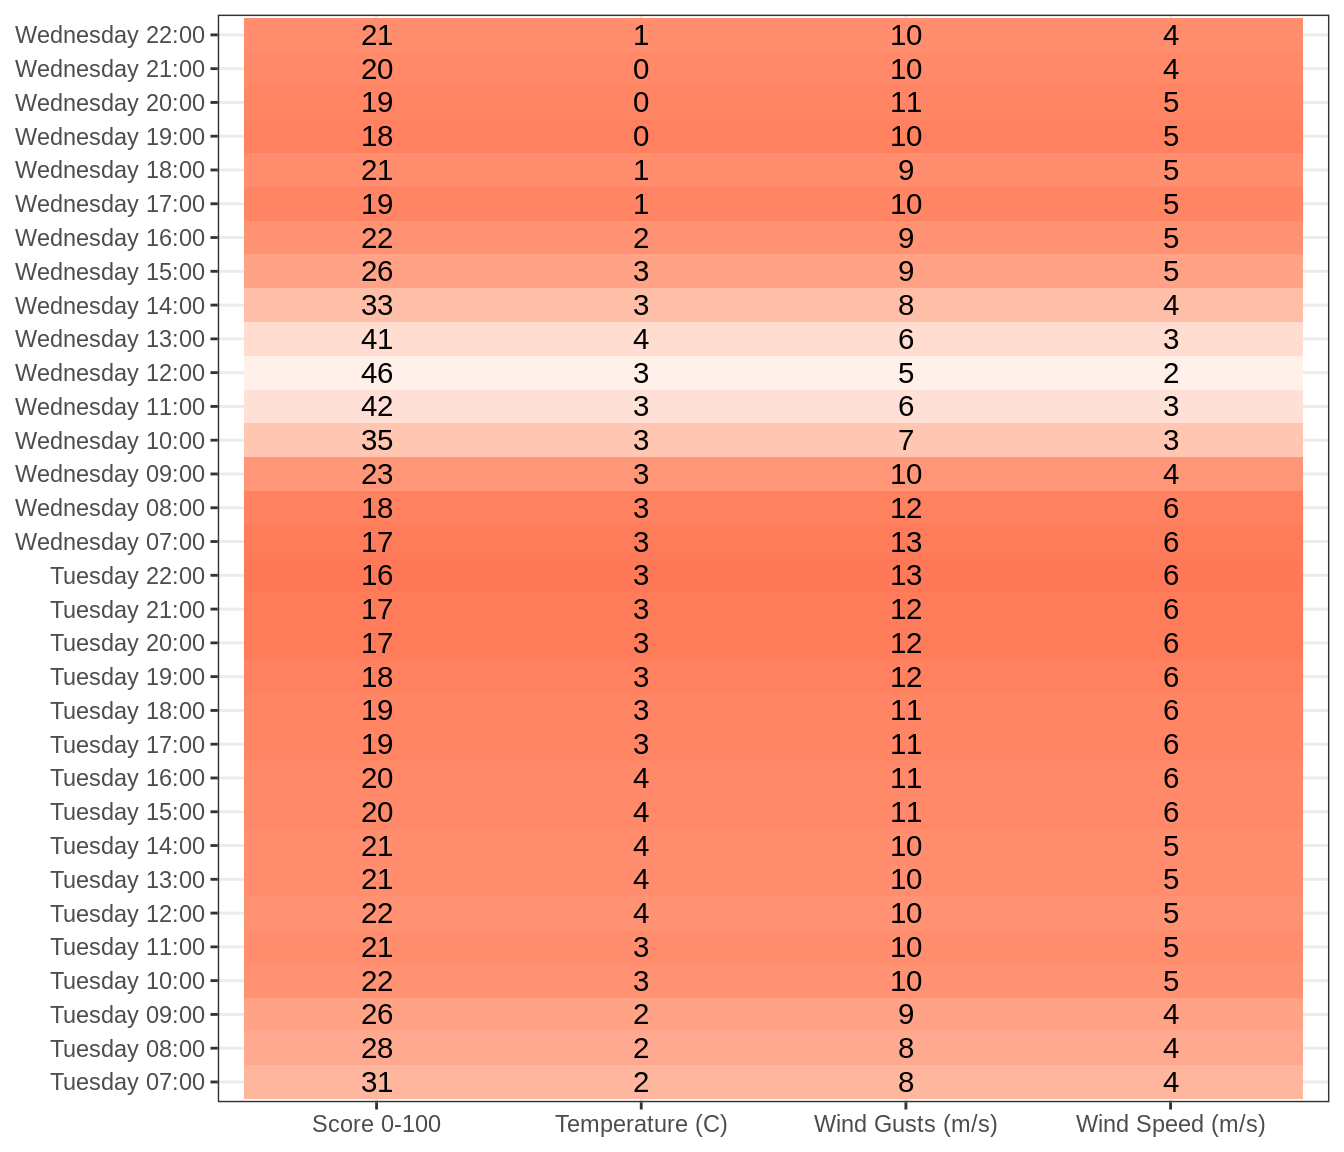 Wednesday 22:00 21 1 10 4
Wednesday 21:00 20 0 10 4
Wednesday 20:00 19 0 11 5
Wednesday 19:00 18 0 10 5
Wednesday 18:00 21 1 9 5
Wednesday 17:00 19 1 10 5
Wednesday 16:00 22 2 9 5
Wednesday 15:00 26 3 9 5
Wednesday 14:00 33 3 8 4
Wednesday 13:00 41 4 6 3
Wednesday 12:00 46 3 5 2
Wednesday 11:00 42 3 6 3
Wednesday 10:00 35 3 7 3
Wednesday 09:00 23 3 10 4
Wednesday 08:00 18 3 12 6
Wednesday 07:00 17 3 13 6
Tuesday 22:00 16 3 13 6
Tuesday 21:00 17 3 12 6
Tuesday 20:00 17 3 12 6
Tuesday 19:00 18 3 12 6
Tuesday 18:00 19 3 11 6
Tuesday 17:00 19 3 11 6
Tuesday 16:00 20 4 11 6
Tuesday 15:00 20 4 11 6
Tuesday 14:00 21 4 10 5
Tuesday 13:00 21 4 10 5
Tuesday 12:00 22 4 10 5
Tuesday 11:00 21 3 10 5
Tuesday 10:00 22 3 10 5
Tuesday 09:00 26 2 9 4
Tuesday 08:00 28 2 8 4
Tuesday 07:00 31 2 8 4
Score 0-100 Temperature (C) Wind Gusts (m/s) Wind Speed (m/s)